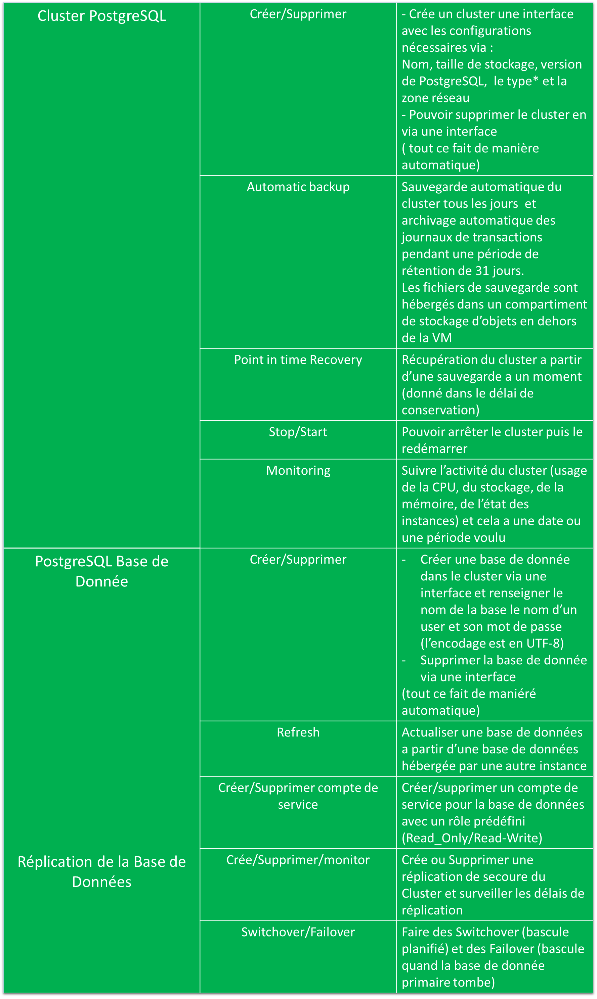 Cluster PostgreSQL
Créer/Supprimer
- Crée un cluster une interface
avec les configurations
nécessaires via :
Nom, taille de stockage, version
de PostgreSQL,  le type* et la
zone réseau
- Pouvoir supprimer le cluster en
via une interface
( tout ce fait de manière
automatique)
Automatic backup
Sauvegarde automatique du
cluster tous les jours  et
archivage automatique des
journaux de transactions
pendant une période de
rétention de 31 jours.
Les fichiers de sauvegarde sont
hébergés dans un compartiment
de stockage d’objets en dehors
de la VM
Point in time Recovery
Récupération du cluster a partir
d’une sauvegarde a un moment
(donné dans le délai de
conservation)
Stop/Start
Pouvoir arrêter le cluster puis le
redémarrer
Monitoring
Suivre l’activité du cluster (usage
de la CPU, du stockage, de la
mémoire, de l’état des
instances) et cela a une date ou
une période voulu
PostgreSQL Base de
Donnée
Créer/Supprimer
- Créer une base de donnée
dans le cluster via une
interface et renseigner le
nom de la base le nom d’un
user et son mot de passe
(l’encodage est en UTF-8)
- Supprimer la base de donnée
via une interface
(tout ce fait de maniéré
automatique)
Refresh
Actualiser une base de données
a partir d’une base de données
hébergée par une autre instance
Créer/Supprimer compte de
service
Créer/supprimer un compte de
service pour la base de données
avec un rôle prédéfini
(Read_Only/Read-Write)
Réplication de la Base de
Données
Crée/Supprimer/monitor
Crée ou Supprimer une
réplication de secoure du
Cluster et surveiller les délais de
réplication
Switchover/Failover
Faire des Switchover (bascule
planifié) et des Failover (bascule
quand la base de donnée
primaire tombe)